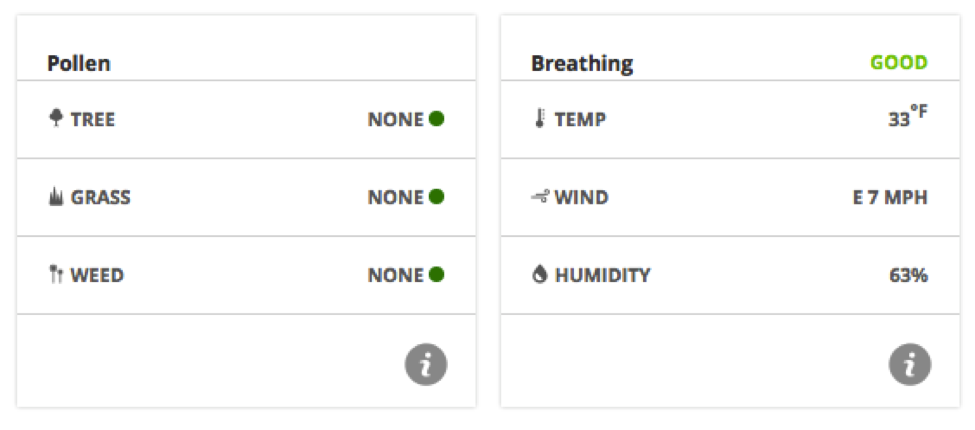 Pollen
TREE NONE
GRASS NONE
WEED NONE
i
Breathing GOOD
TEMP 33°F
WIND E 7 MPH
HUMIDITY 63%
i